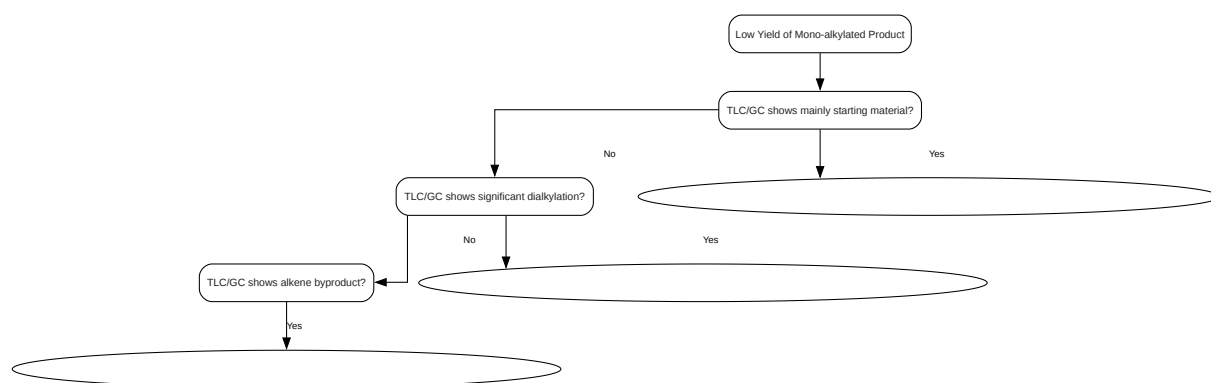 Low Yield of Mono-alkylated Product
TLC/GC shows mainly starting material?
No
Yes
TLC/GC shows significant dialkylation?
No
Yes
TLC/GC shows alkene byproduct?
Yes